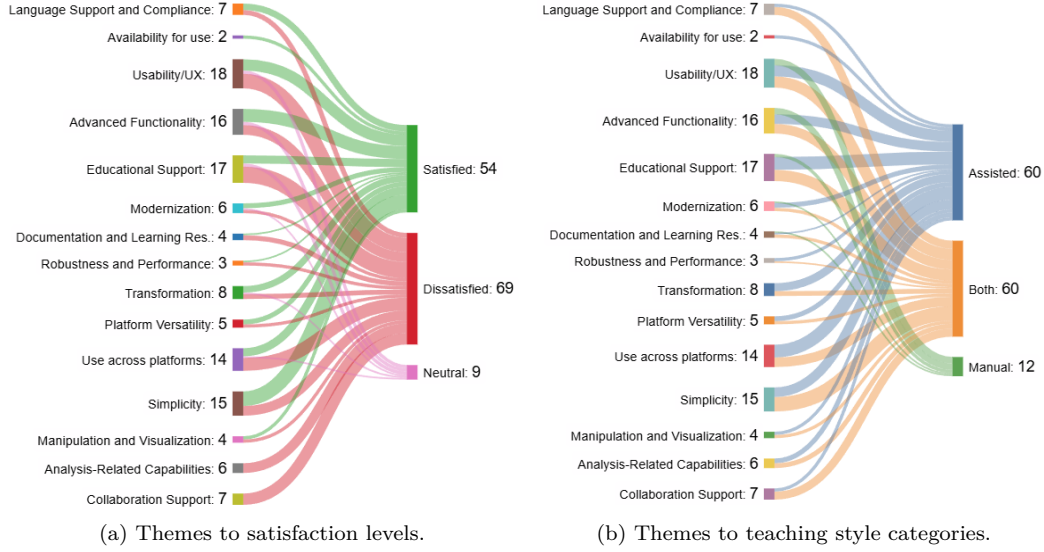 Language Support and Compliance: 7
Availability for use: 2
Usability/UX: 18
Advanced Functionality: 16
Educational Support: 17
Modernization: 6
Documentation and Learning Res.: 4
Robustness and Performance: 3
Transformation: 8
Platform Versatility: 5
Use across platforms: 14
Simplicity: 15
Manipulation and Visualization: 4
Analysis-Related Capabilities: 6
Collaboration Support: 7
Satisfied: 54
Dissatisfied: 69
Neutral: 9
(a) Themes to satisfaction levels.
Language Support and Compliance: 7
Availability for use: 2
Usability/UX: 18
Advanced Functionality: 16
Educational Support: 17
Modernization: 6
Documentation and Learning Res.: 4
Robustness and Performance: 3
Transformation: 8
Platform Versatility: 5
Use across platforms: 14
Simplicity: 15
Manipulation and Visualization: 4
Analysis-Related Capabilities: 6
Collaboration Support: 7
Assisted: 60
Both: 60
Manual: 12
(b) Themes to teaching style categories.